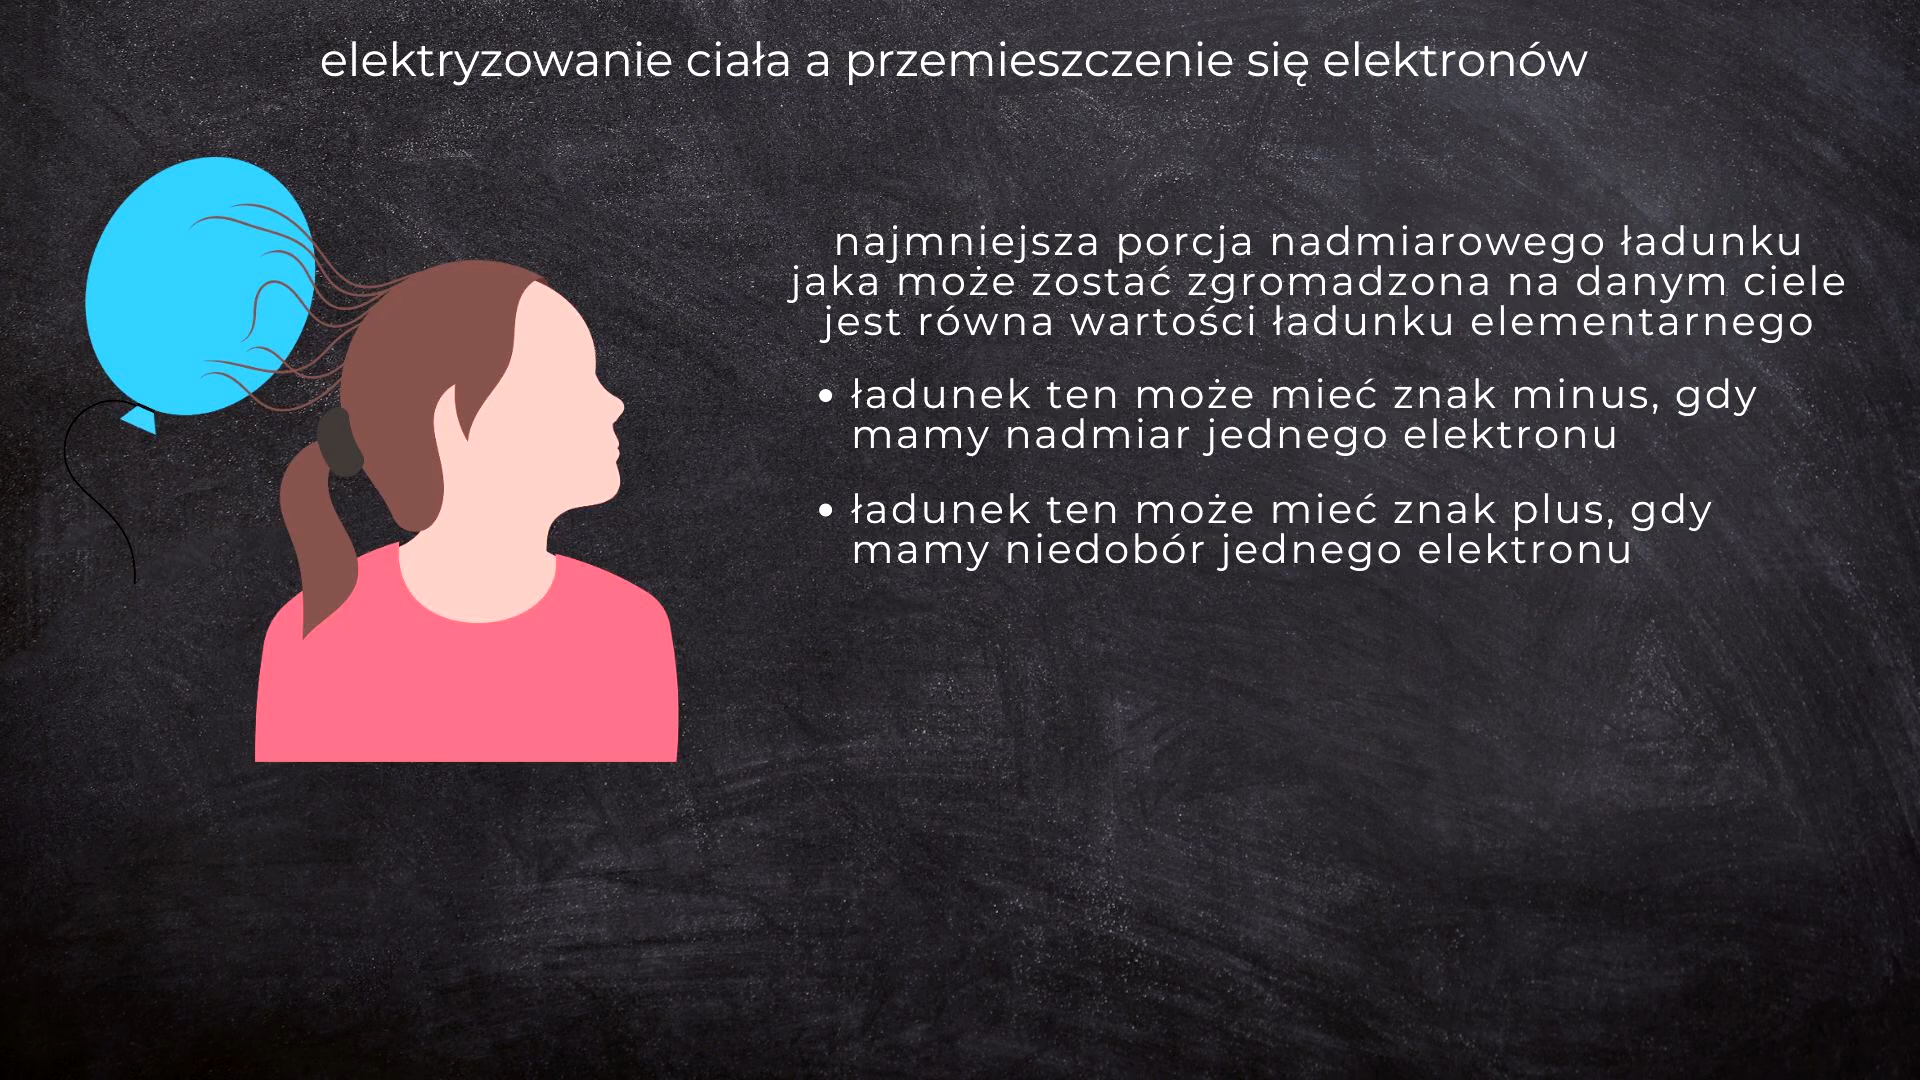 elektryzowanie ciała a przemieszczenie się elektronów
najmniejsza porcja nadmiarowego ładunku
jaka może zostać zgromadzona na danym ciele
jest równa wartości ładunku elementarnego
• ładunek ten może mieć znak minus, gdy
mamy nadmiar jednego elektronu
• ładunek ten może mieć znak plus, gdy
mamy niedobór jednego elektronu